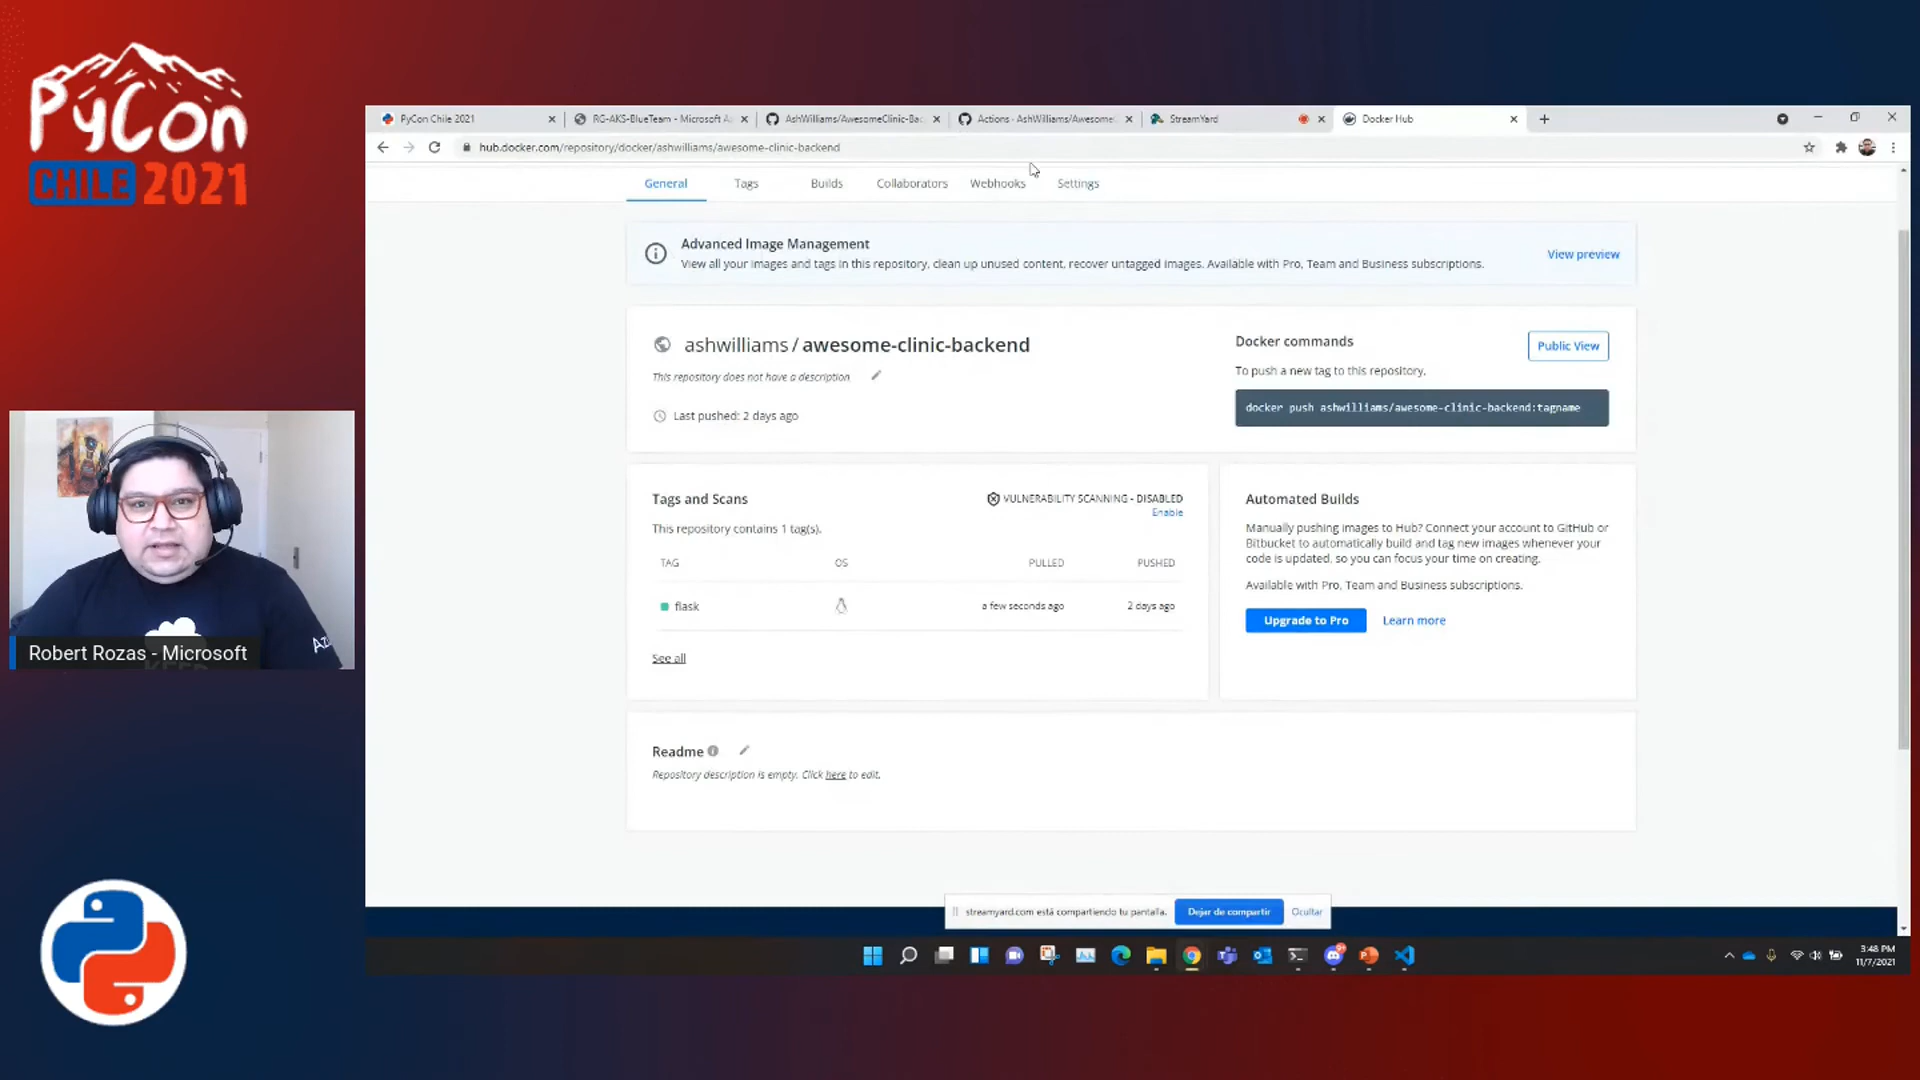 PyCon
CHILE 2021
PyCon Chile 2021
RG-AKS-BlueTeam - Microsoft A
AshWilliams/AwesomeClinic-Bac
Actions · AshWilliams/Awesome
StreamYard
Docker Hub
hub.docker.com/repository/docker/ashwilliams/awesome-clinic-backend
General
Tags
Builds
Collaborators
Webhooks
Settings
Advanced Image Management
View all your images and tags in this repository, clean up unused content, recover untagged images. Available with Pro, Team and Business subscriptions.
View preview
ashwilliams / awesome-clinic-backend
This repository does not have a description
Last pushed: 2 days ago
Docker commands
Public View
To push a new tag to this repository,
docker push ashwilliams/awesome-clinic-backend:tagname
Tags and Scans
VULNERABILITY SCANNING - DISABLED
Enable
This repository contains 1 tag(s).
TAG OS PULLED PUSHED
flask a few seconds ago 2 days ago
See all
Automated Builds
Manually pushing images to Hub? Connect your account to GitHub or
Bitbucket to automatically build and tag new images whenever your
code is updated, so you can focus your time on creating.
Available with Pro, Team and Business subscriptions.
Upgrade to Pro
Learn more
Readme
Repository description is empty. Click here to edit.
Robert Rozas - Microsoft
streamyard.com está compartiendo tu pantalla.
Dejar de compartir
Ocultar
3:48 PM
11/7/2021